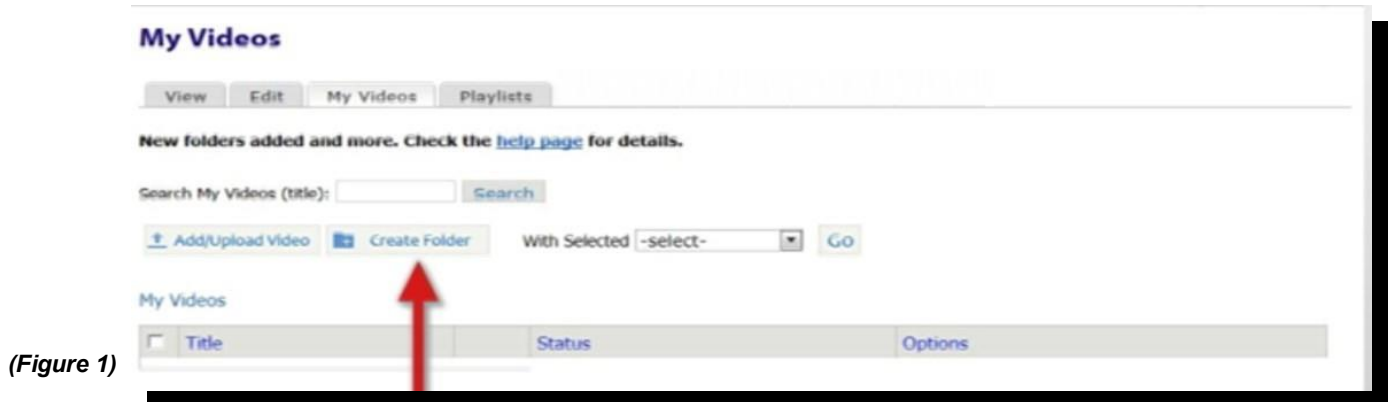 My Videos
View Edit My Videos Playlists
New folders added and more. Check the help page for details.
Search My Videos (title): Search
Add/Upload Video Create Folder With Selected -select- Go
My Videos
Title Status Options
(Figure 1)